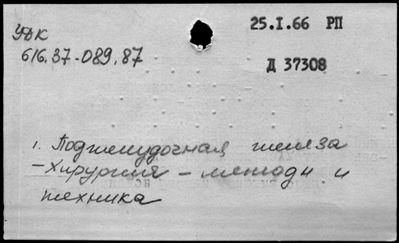 УДК
25.I.66 РП
616.37-089.87
Д 37308
1. Поджелудочная железа
- Хирургия - методы и
техника